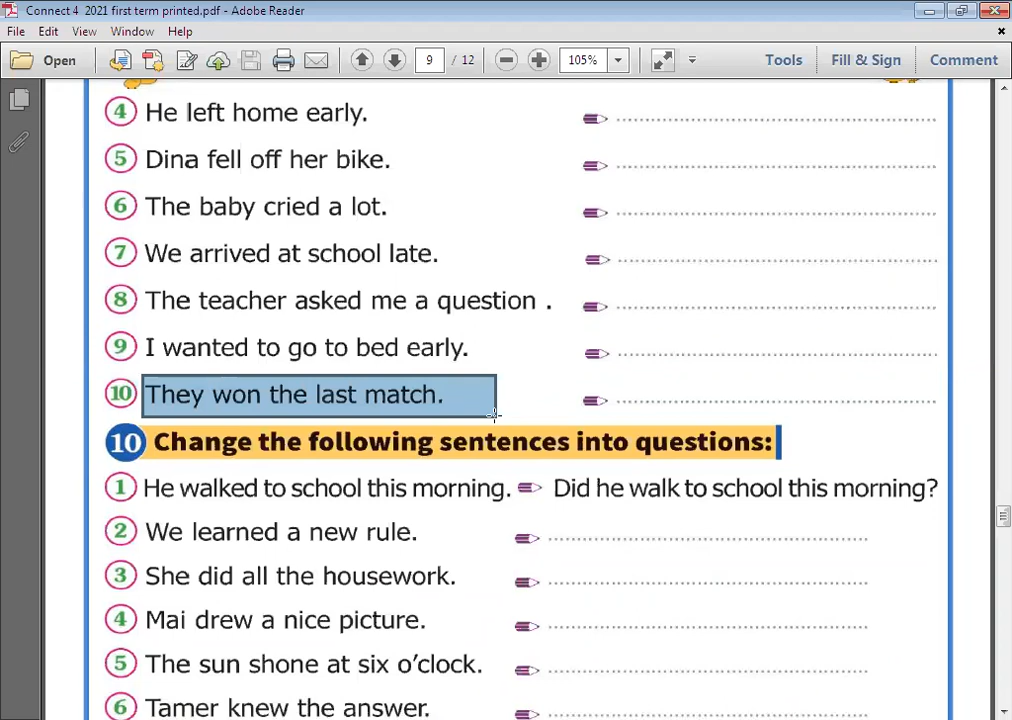 Connect 4 2021 first term printed.pdf - Adobe Reader
File Edit View Window Help
Open 9 / 12 105% Tools Fill & Sign Comment
4 He left home early.
5 Dina fell off her bike.
6 The baby cried a lot.
7 We arrived at school late.
8 The teacher asked me a question .
9 I wanted to go to bed early.
10 They won the last match.
10 Change the following sentences into questions:
1 He walked to school this morning. Did he walk to school this morning?
2 We learned a new rule.
3 She did all the housework.
4 Mai drew a nice picture.
5 The sun shone at six o’clock.
6 Tamer knew the answer.